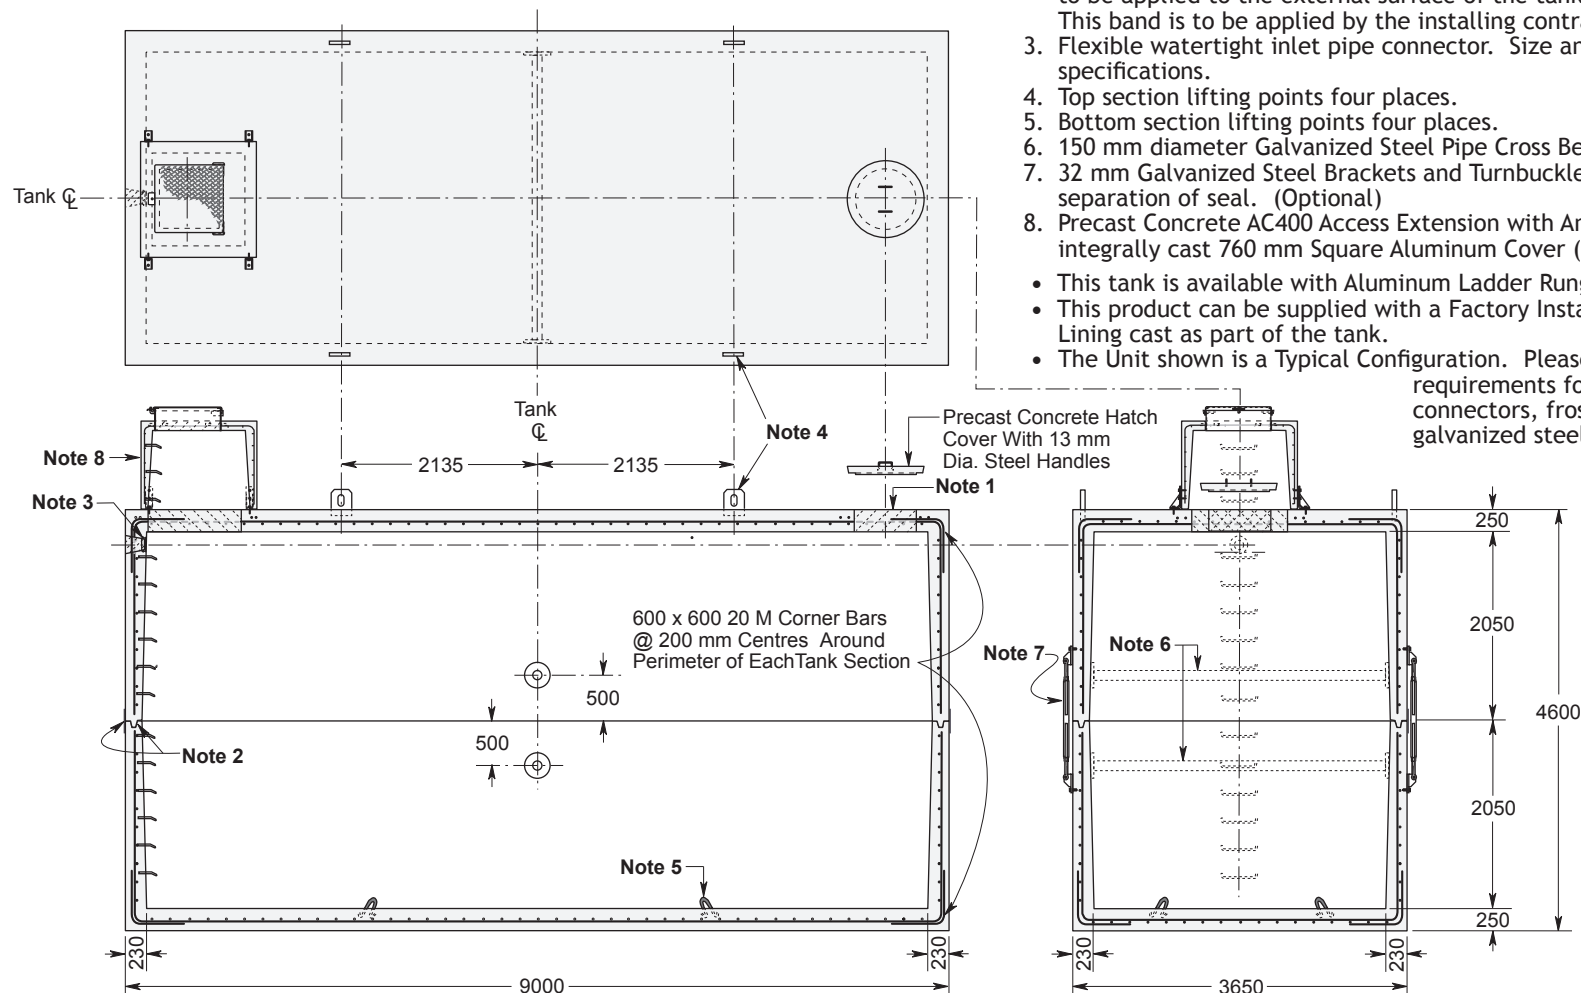 to be applied to the external surface of the tank
This band is to be applied by the installing contra
3. Flexible watertight inlet pipe connector. Size an
specifications.
4. Top section lifting points four places.
5. Bottom section lifting points four places.
6. 150 mm diameter Galvanized Steel Pipe Cross Be
7. 32 mm Galvanized Steel Brackets and Turnbuckle
separation of seal. (Optional)
8. Precast Concrete AC400 Access Extension with An
integrally cast 760 mm Square Aluminum Cover (
• This tank is available with Aluminum Ladder Rung
• This product can be supplied with a Factory Insta
Lining cast as part of the tank.
• The Unit shown is a Typical Configuration. Please
requirements fo
connectors, fros
galvanized steel
Tank ℄
Tank
℄
Precast Concrete Hatch
Cover With 13 mm
Dia. Steel Handles
Note 4
Note 8
2135
2135
Note 3
Note 1
250
600 x 600 20 M Corner Bars
@ 200 mm Centres Around
Perimeter of EachTank Section
2050
Note 6
Note 7
500
4600
500
Note 2
2050
Note 5
250
230
230
230
230
9000
3650